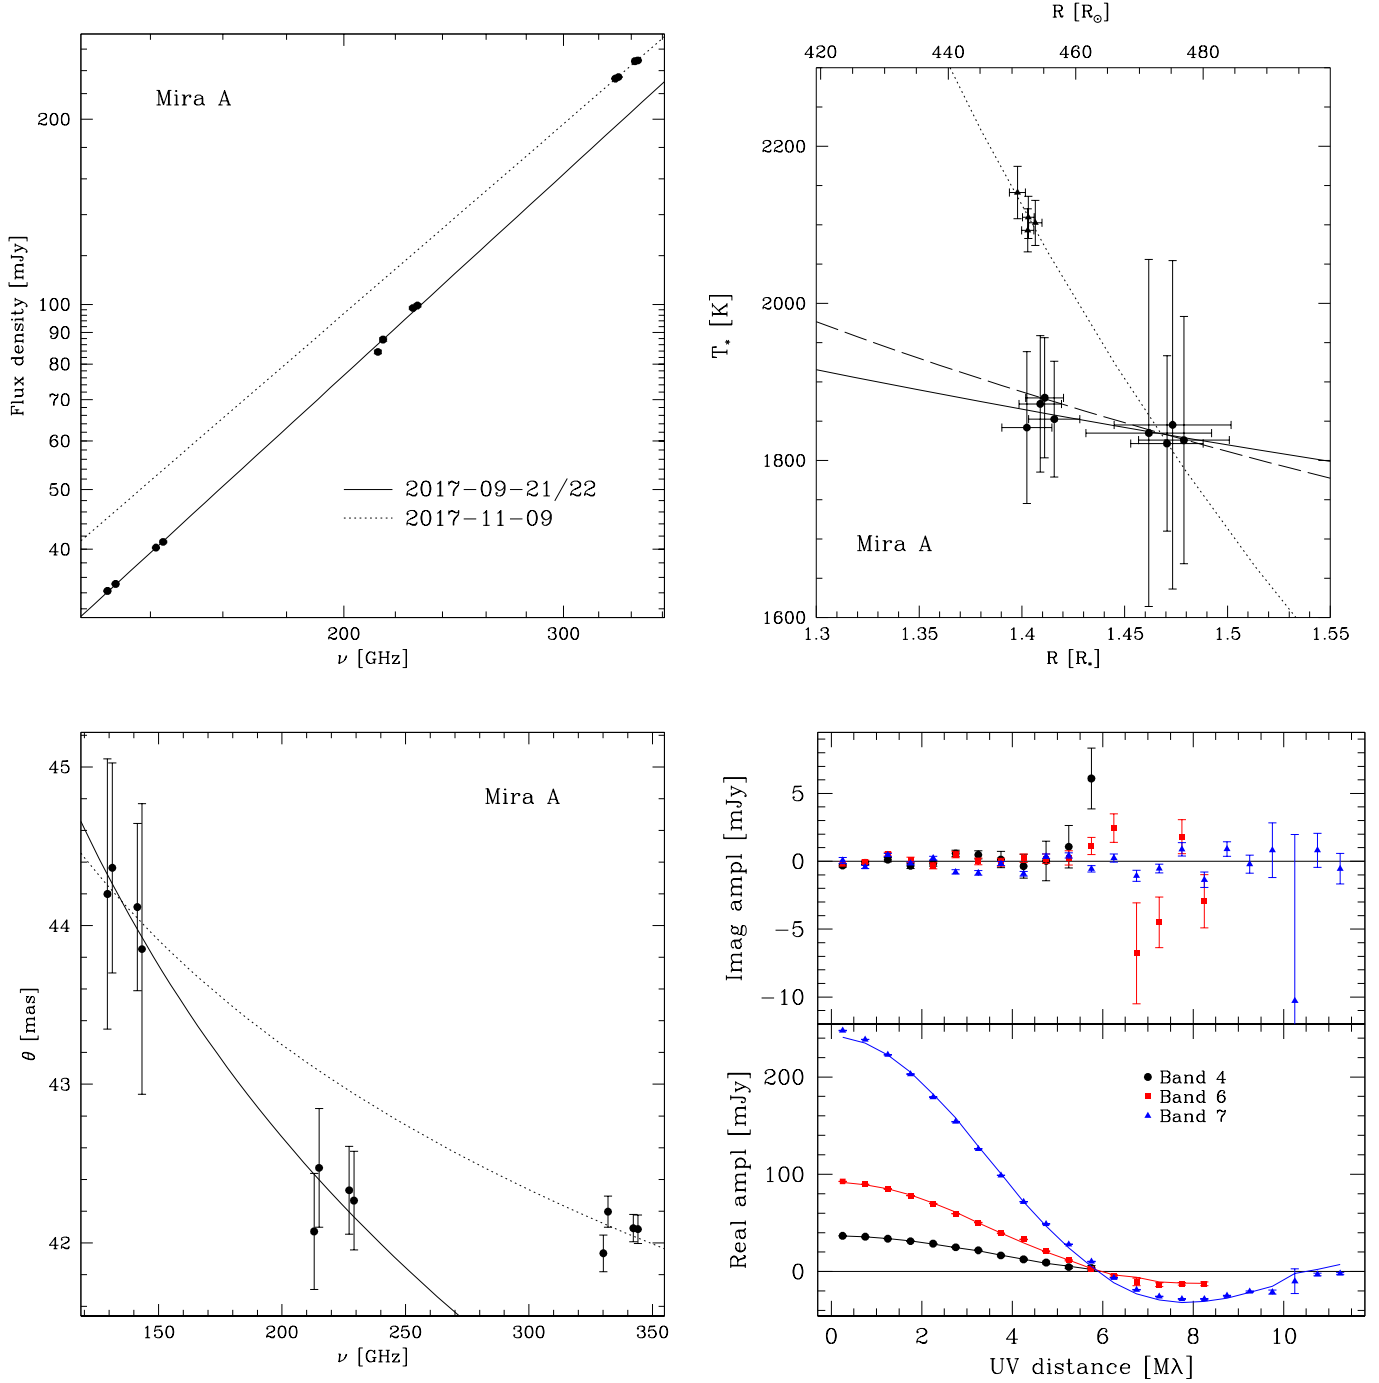 Mira A
200
100
90
80
70
60
50
40
Flux density [mJy]
2017-09-21/22
2017-11-09
200 300
ν [GHz]
R [R⊙]
420 440 460 480
2200
2000
1800
1600
T* [K]
Mira A
1.3 1.35 1.4 1.45 1.5 1.55
R [R*]
45
44
43
42
θ [mas]
Mira A
150 200 250 300 350
ν [GHz]
5
0
-5
-10
Imag ampl [mJy]
200
100
0
Real ampl [mJy]
Band 4
Band 6
Band 7
0 2 4 6 8 10
UV distance [Mλ]